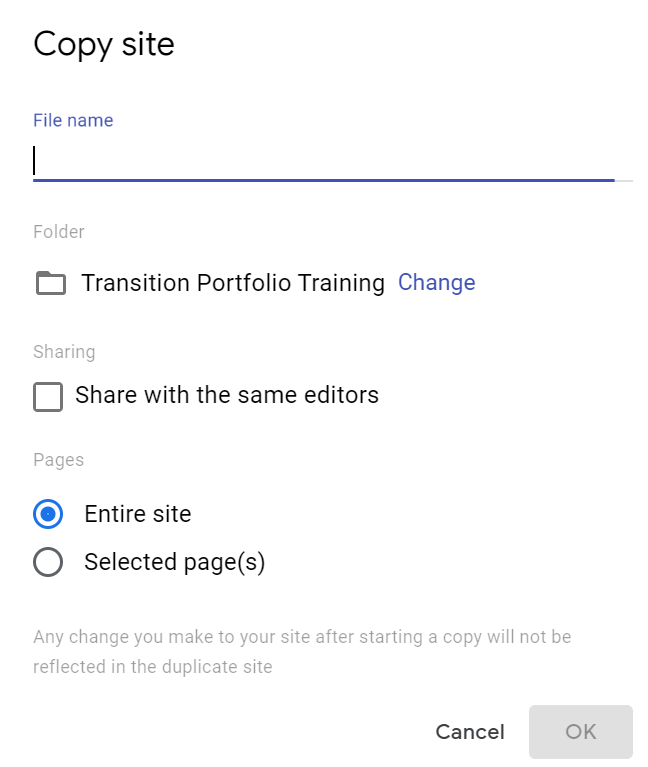 Copy site
File name
Folder
Transition Portfolio Training Change
Sharing
Share with the same editors
Pages
Entire site
Selected page(s)
Any change you make to your site after starting a copy will not be
reflected in the duplicate site
Cancel OK